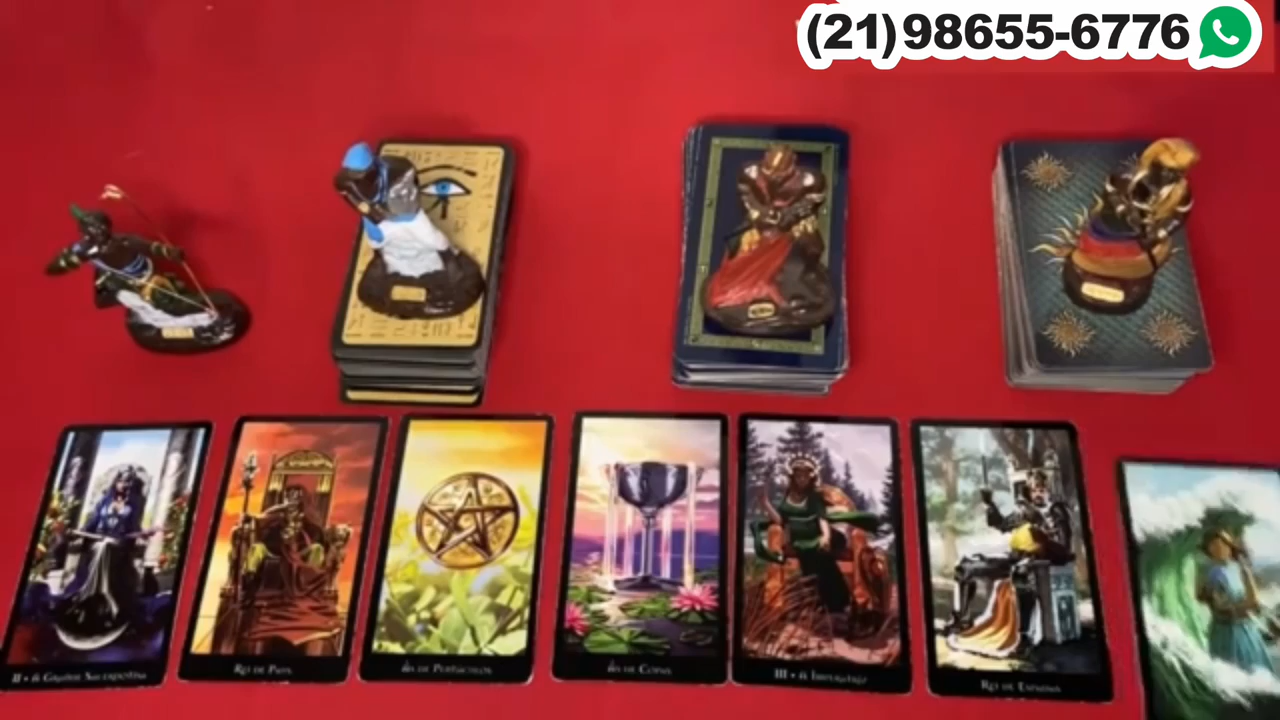 (21)98655-6776
II • A Grande Sacerdotisa
Rei de Paus
Ás de Pentáculos
Ás de Copas
III • A Imperatriz
Rei de Espadas